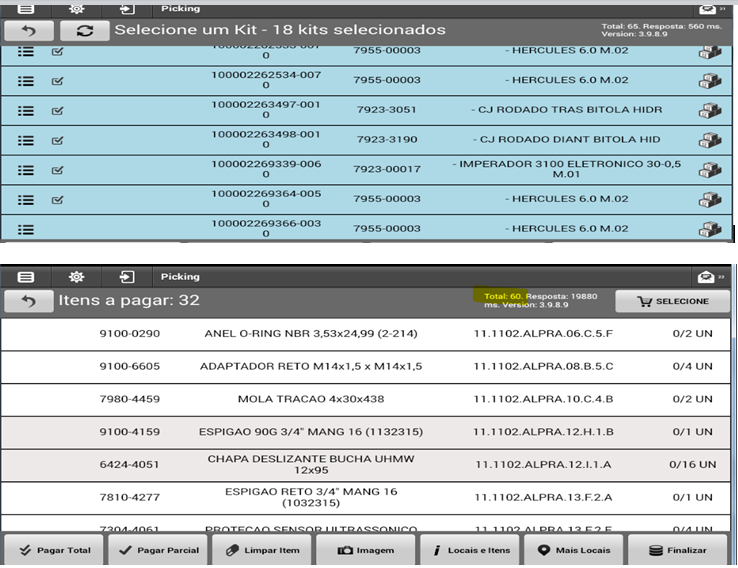 Picking
»
Selecione um Kit - 18 kits selecionados
Total: 65. Resposta: 560 ms.
Version: 3.9.8.9
0 7955-00003 - HERCULES 6.0 M.02
100002262534-007
0 7955-00003 - HERCULES 6.0 M.02
100002263497-001
0 7923-3051 - CJ RODADO TRAS BITOLA HIDR
100002263498-001
0 7923-3190 - CJ RODADO DIANT BITOLA HID
100002269339-006
0 7923-00017 - IMPERADOR 3100 ELETRONICO 30-0,5
M.01
100002269364-005
0 7955-00003 - HERCULES 6.0 M.02
100002269366-003
0 7955-00003 - HERCULES 6.0 M.02
Picking
»
Itens a pagar: 32
Total: 60. Resposta: 19880
ms. Version: 3.9.8.9
SELECIONE
9100-0290 ANEL O-RING NBR 3,53x24,99 (2-214) 11.1102.ALPRA.06.C.5.F 0/2 UN
9100-6605 ADAPTADOR RETO M14x1,5 x M14x1,5 11.1102.ALPRA.08.B.5.C 0/4 UN
7980-4459 MOLA TRACAO 4x30x438 11.1102.ALPRA.10.C.4.B 0/2 UN
9100-4159 ESPIGAO 90G 3/4" MANG 16 (1132315) 11.1102.ALPRA.12.H.1.B 0/1 UN
6424-4051 CHAPA DESLIZANTE BUCHA UHMW
12x95 11.1102.ALPRA.12.I.1.A 0/16 UN
7810-4277 ESPIGAO RETO 3/4" MANG 16
(1032315) 11.1102.ALPRA.13.F.2.A 0/1 UN
7304-4061 PROTECAO SENSOR ULTRASSONICO 11.1102.ALPRA.13.F.2.F 0/4 UN
Pagar Total Pagar Parcial Limpar Item Imagem Locais e Itens Mais Locais Finalizar